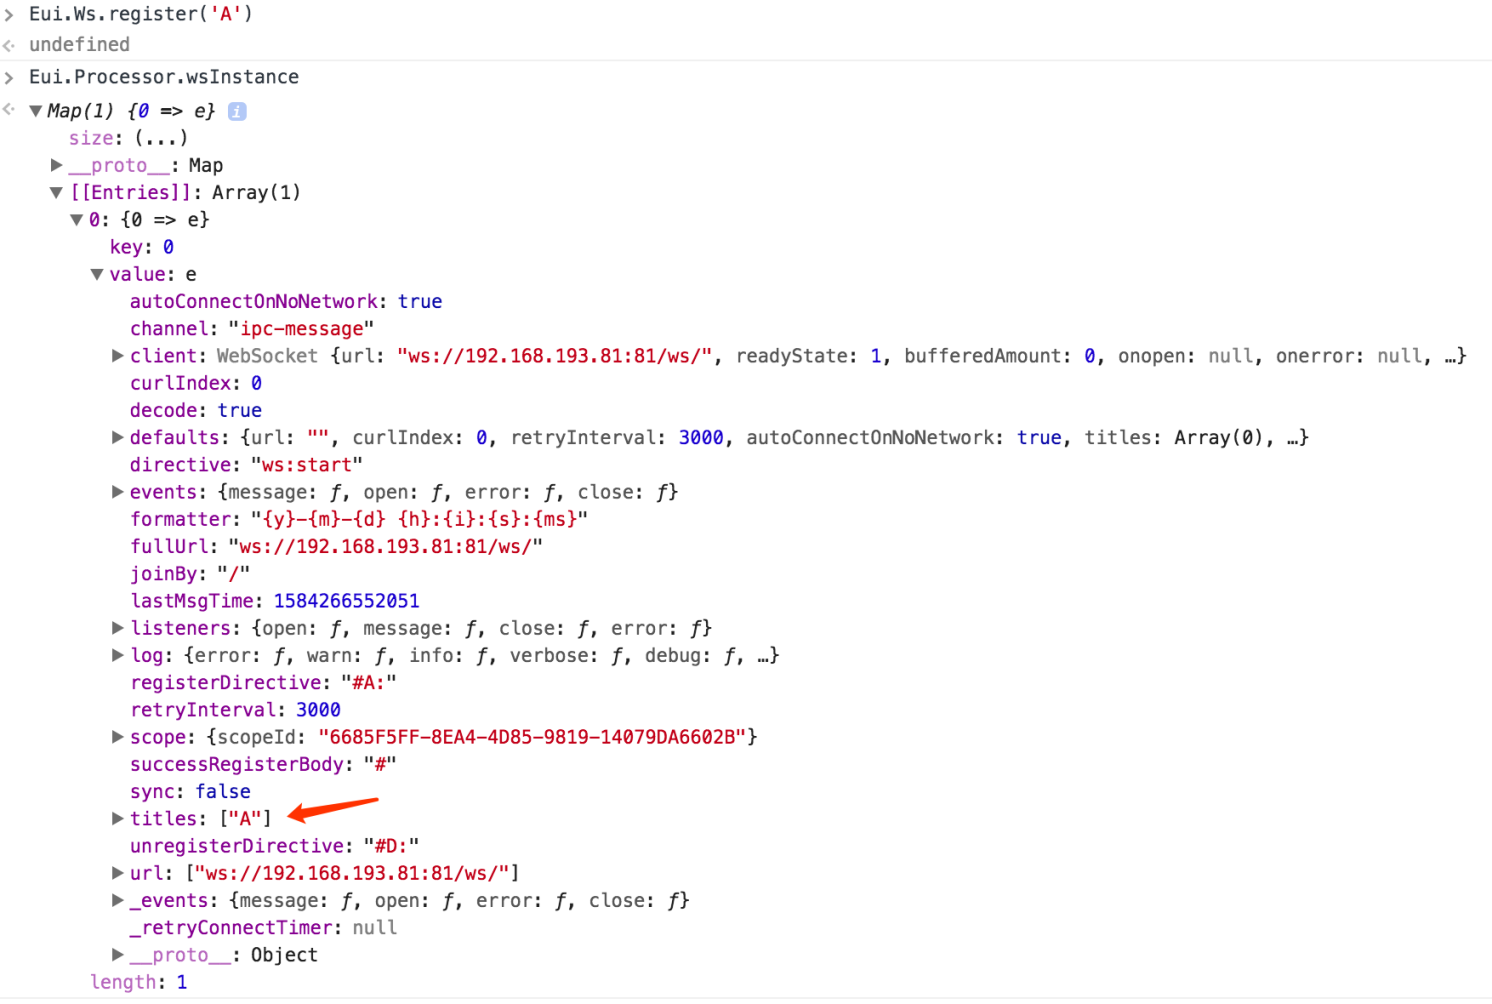 > Eui.Ws.register('A')
undefined
> Eui.Processor.wsInstance
▼Map(1) {0 => e} i
size: (...)
▶__proto__: Map
▼[[Entries]]: Array(1)
▼0: {0 => e}
key: 0
▼value: e
autoConnectOnNoNetwork: true
channel: "ipc-message"
▶client: WebSocket {url: "ws://192.168.193.81:81/ws/", readyState: 1, bufferedAmount: 0, onopen: null, onerror: null, …}
curlIndex: 0
decode: true
▶defaults: {url: "", curlIndex: 0, retryInterval: 3000, autoConnectOnNoNetwork: true, titles: Array(0), …}
directive: "ws:start"
▶events: {message: ƒ, open: ƒ, error: ƒ, close: ƒ}
formatter: "{y}-{m}-{d} {h}:{i}:{s}:{ms}"
fullUrl: "ws://192.168.193.81:81/ws/"
joinBy: "/"
lastMsgTime: 1584266552051
▶listeners: {open: ƒ, message: ƒ, close: ƒ, error: ƒ}
▶log: {error: ƒ, warn: ƒ, info: ƒ, verbose: ƒ, debug: ƒ, …}
registerDirective: "#A:"
retryInterval: 3000
▶scope: {scopeId: "6685F5FF-8EA4-4D85-9819-14079DA6602B"}
successRegisterBody: "#"
sync: false
▶titles: ["A"]
unregisterDirective: "#D:"
▶url: ["ws://192.168.193.81:81/ws/"]
▶_events: {message: ƒ, open: ƒ, error: ƒ, close: ƒ}
_retryConnectTimer: null
▶__proto__: Object
length: 1